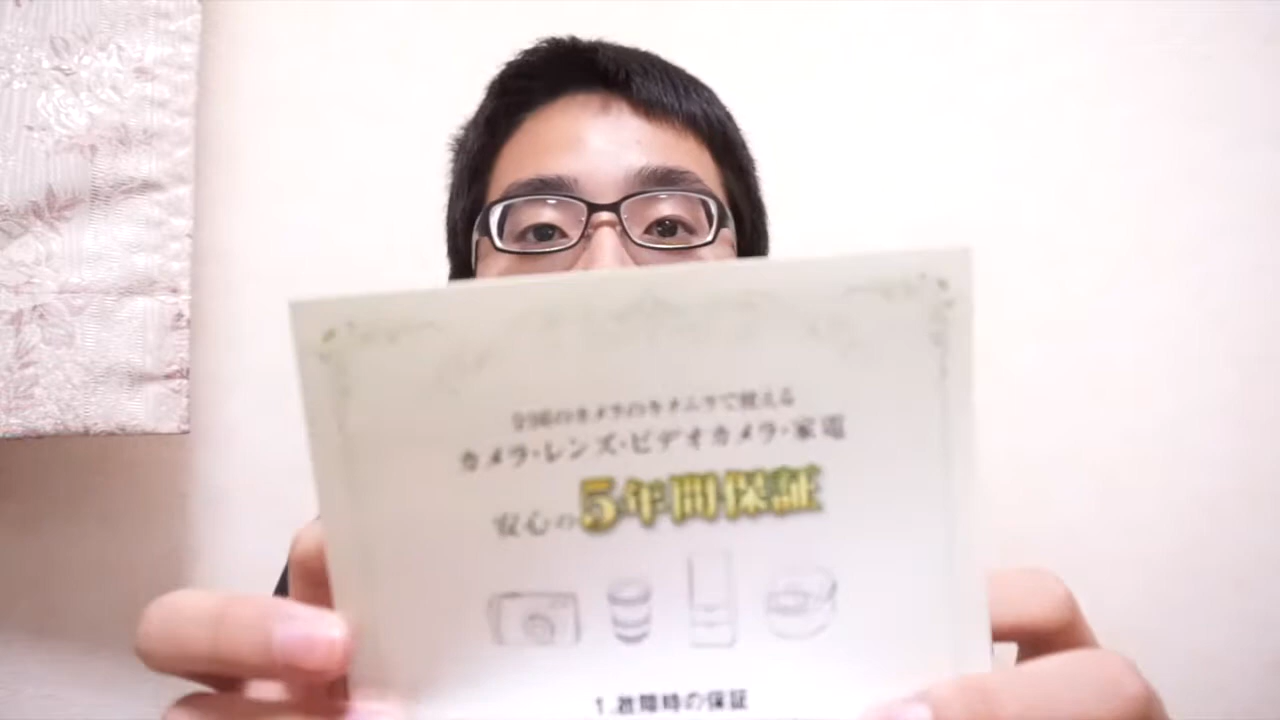 全国のカメラのキタムラで使える
カメラ・レンズ・ビデオカメラ・家電
安心の5年間保証
1.故障時の保証